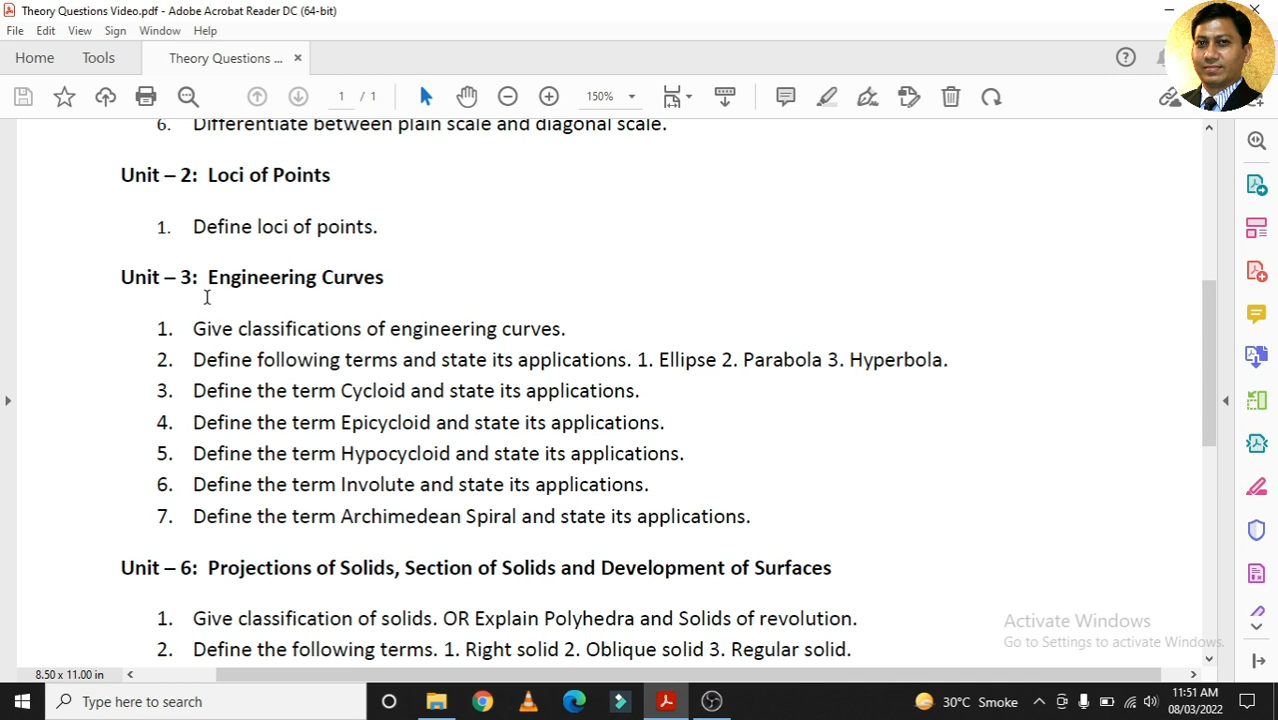 Theory Questions Video.pdf - Adobe Acrobat Reader DC (64-bit)
File Edit View Sign Window Help
Home Tools Theory Questions ... ×
1 / 1 150%
6. Differentiate between plain scale and diagonal scale.
Unit – 2: Loci of Points
1. Define loci of points.
Unit – 3: Engineering Curves
1. Give classifications of engineering curves.
2. Define following terms and state its applications. 1. Ellipse 2. Parabola 3. Hyperbola.
3. Define the term Cycloid and state its applications.
4. Define the term Epicycloid and state its applications.
5. Define the term Hypocycloid and state its applications.
6. Define the term Involute and state its applications.
7. Define the term Archimedean Spiral and state its applications.
Unit – 6: Projections of Solids, Section of Solids and Development of Surfaces
1. Give classification of solids. OR Explain Polyhedra and Solids of revolution.
2. Define the following terms. 1. Right solid 2. Oblique solid 3. Regular solid.
Activate Windows
Go to Settings to activate Windows.
8.50 x 11.00 in
Type here to search
30°C Smoke
11:51 AM
08/03/2022